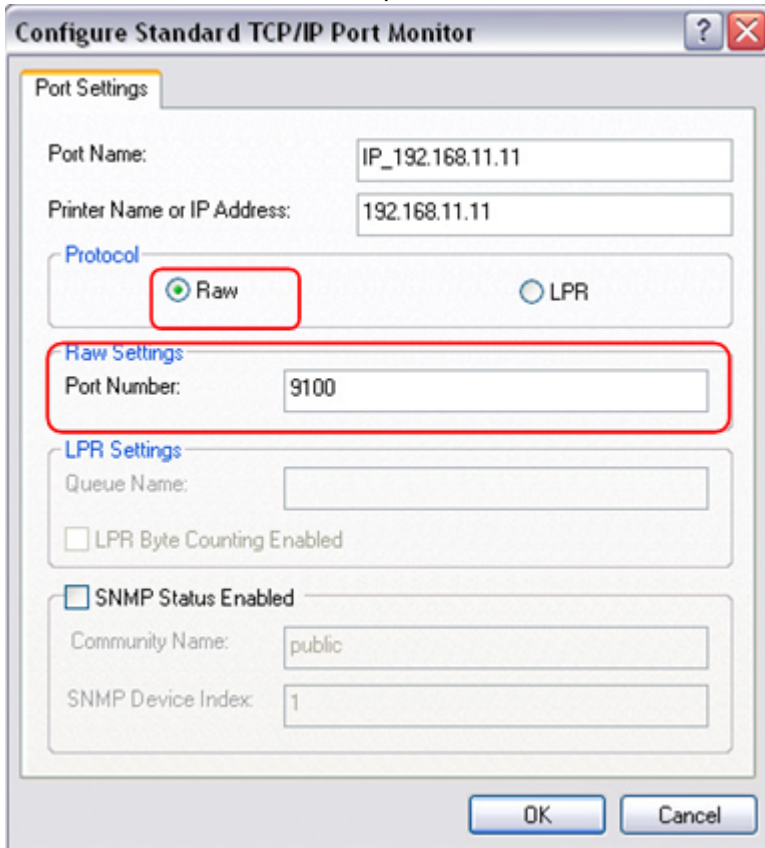 Configure Standard TCP/IP Port Monitor
Port Settings
Port Name: IP_192.168.11.11
Printer Name or IP Address: 192.168.11.11
Protocol
Raw LPR
Raw Settings
Port Number: 9100
LPR Settings
Queue Name:
LPR Byte Counting Enabled
SNMP Status Enabled
Community Name: public
SNMP Device Index: 1
OK Cancel